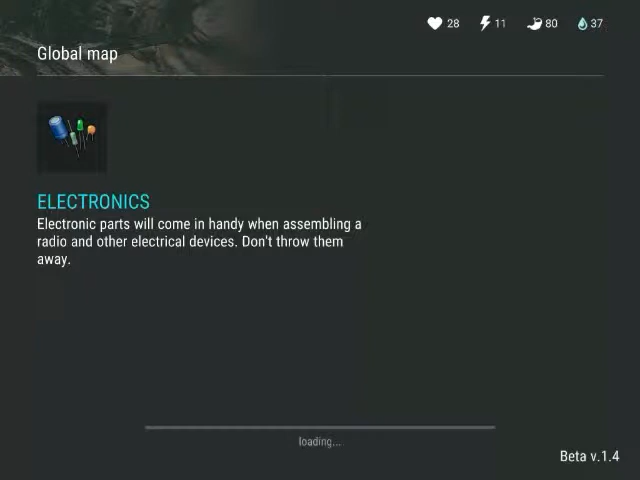 28 11 80 37
Global map
ELECTRONICS
Electronic parts will come in handy when assembling a
radio and other electrical devices. Don't throw them
away.
loading...
Beta v.1.4